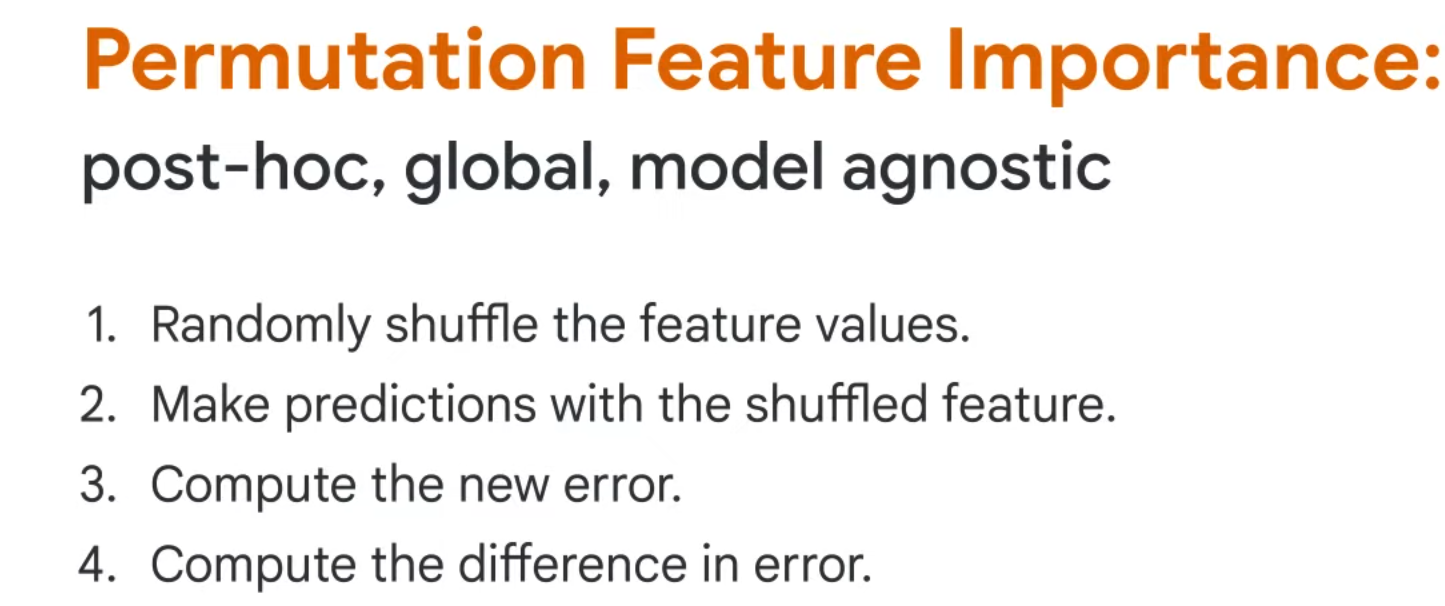 Permutation Feature Importance:
post-hoc, global, model agnostic
1. Randomly shuffle the feature values.
2. Make predictions with the shuffled feature.
3. Compute the new error.
4. Compute the difference in error.